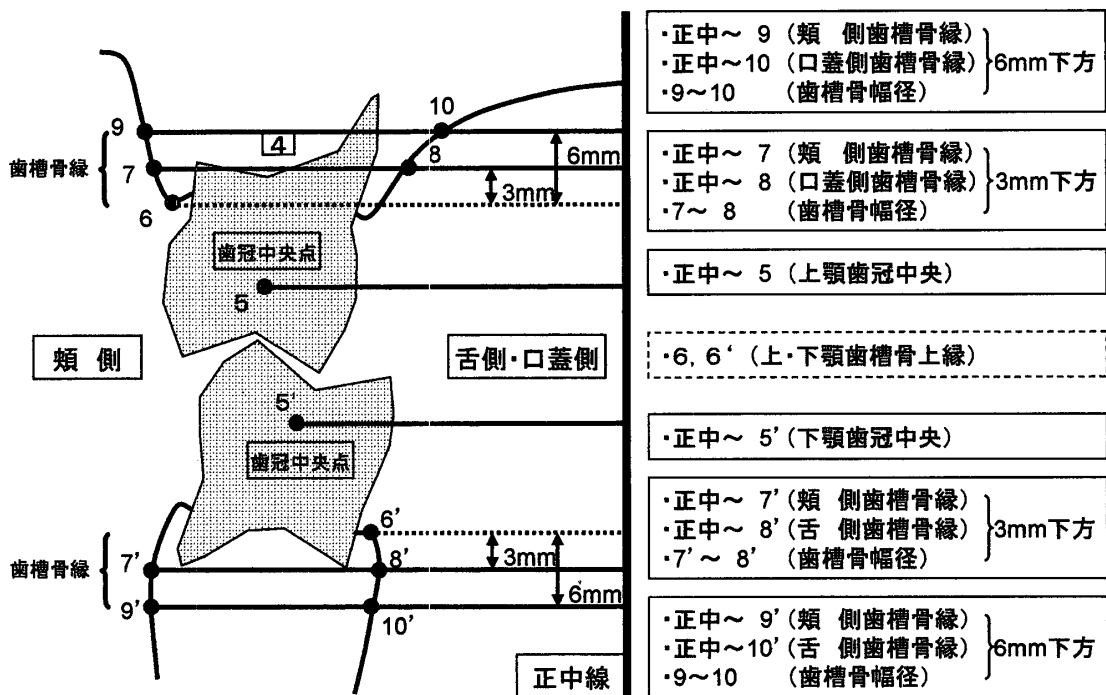 9
7
6
歯槽骨縁
4
10
8
6mm
3mm
歯冠中央点
5
頬 側
舌側・口蓋側
5'
歯冠中央点
6'
歯槽骨縁
7'
8'
3mm
6mm
9'
10'
正中線
・正中～ 9 (頬 側歯槽骨縁)
・正中～10 (口蓋側歯槽骨縁)
・9～10 (歯槽骨幅径)
6mm下方
・正中～ 7 (頬 側歯槽骨縁)
・正中～ 8 (口蓋側歯槽骨縁)
・7～ 8 (歯槽骨幅径)
3mm下方
・正中～ 5 (上顎歯冠中央)
・6, 6' (上・下顎歯槽骨上縁)
・正中～ 5' (下顎歯冠中央)
・正中～ 7' (頬 側歯槽骨縁)
・正中～ 8' (舌 側歯槽骨縁)
・7'～ 8' (歯槽骨幅径)
3mm下方
・正中～ 9' (頬 側歯槽骨縁)
・正中～10' (舌 側歯槽骨縁)
・9～10 (歯槽骨幅径)
6mm下方